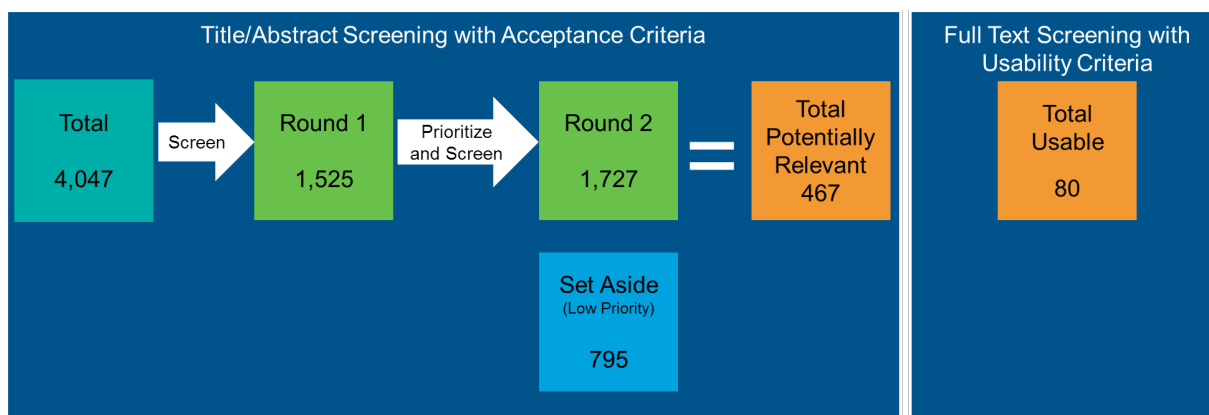 Title/Abstract Screening with Acceptance Criteria
Full Text Screening with
Usability Criteria
Total
4,047
Screen
Round 1
1,525
Prioritize
and Screen
Round 2
1,727
Total
Potentially
Relevant
467
Total
Usable
80
Set Aside
(Low Priority)
795